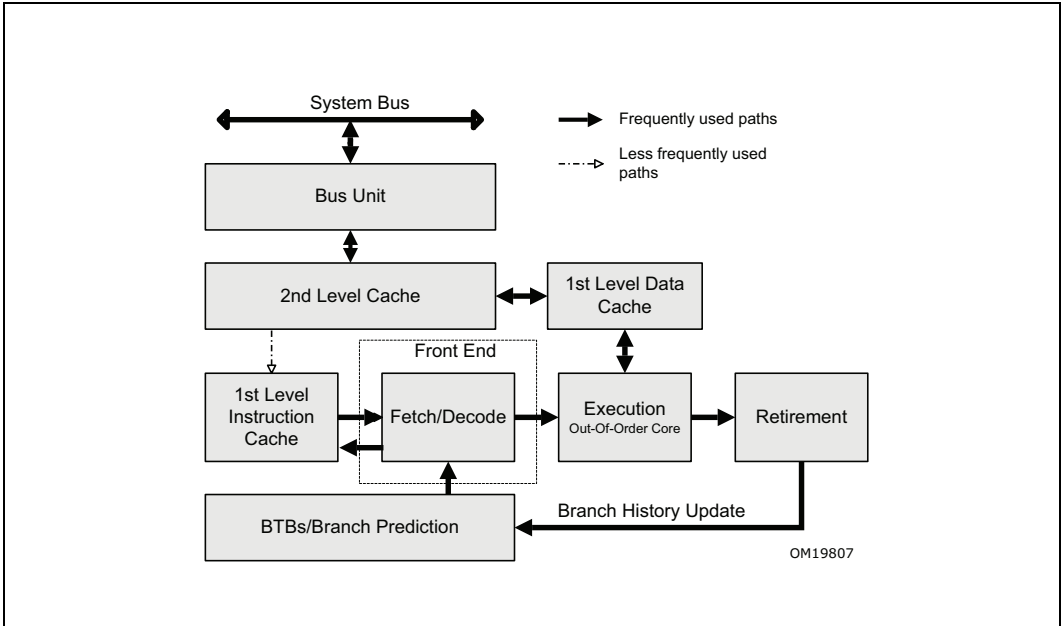 System Bus
Frequently used paths
Less frequently used
paths
Bus Unit
2nd Level Cache
1st Level Data
Cache
Front End
1st Level
Instruction
Cache
Fetch/Decode
Execution
Out-Of-Order Core
Retirement
BTBs/Branch Prediction
Branch History Update
OM19807